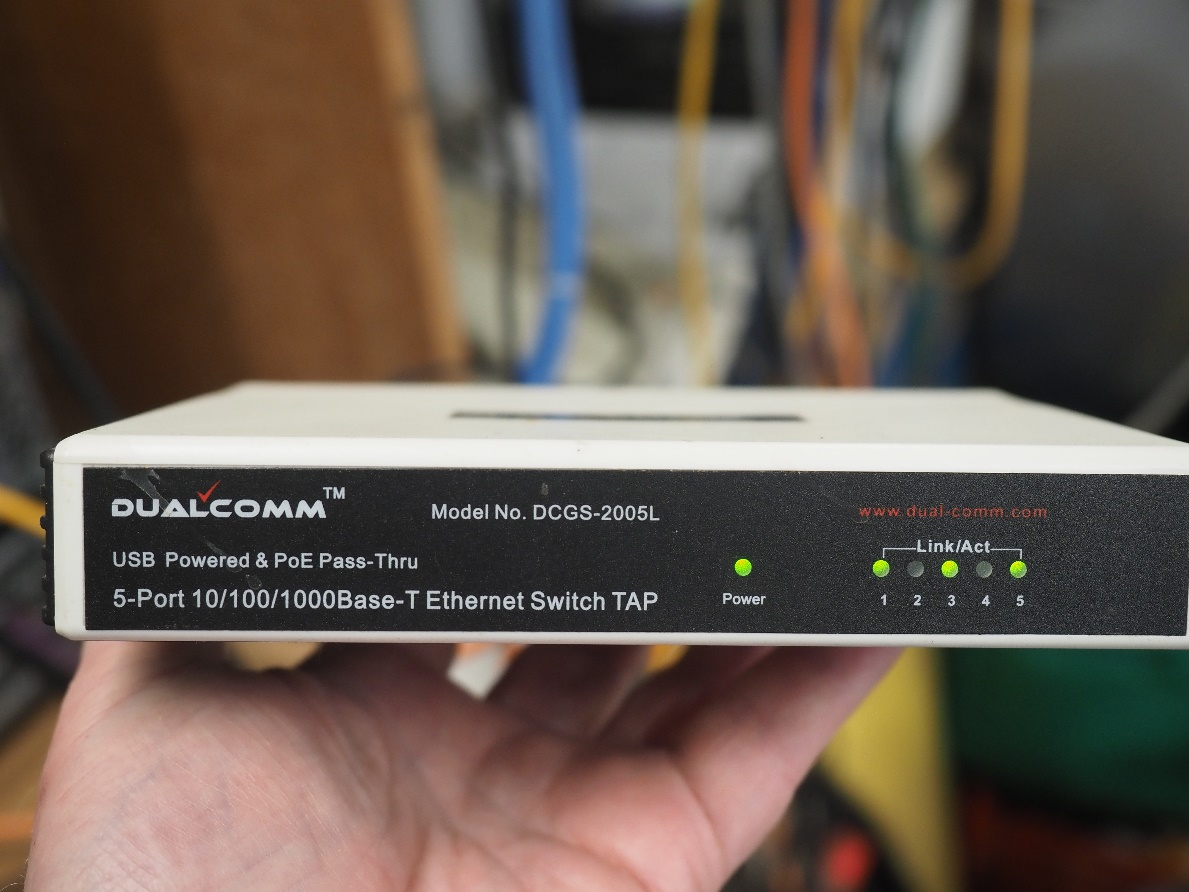 DUALCOMM™
Model No. DCGS-2005L
www.dual-comm.com
USB Powered & PoE Pass-Thru
Link/Act
5-Port 10/100/1000Base-T Ethernet Switch TAP
Power
1 2 3 4 5